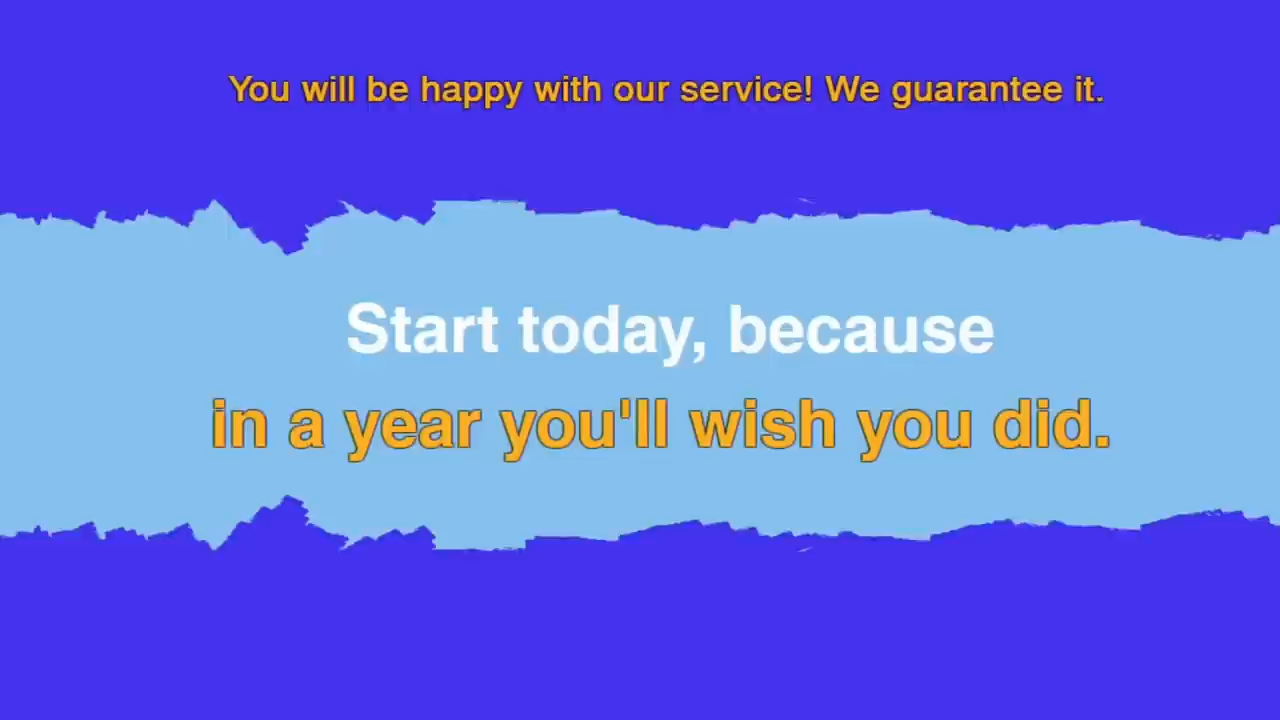 You will be happy with our service! We guarantee it.
Start today, because
in a year you'll wish you did.